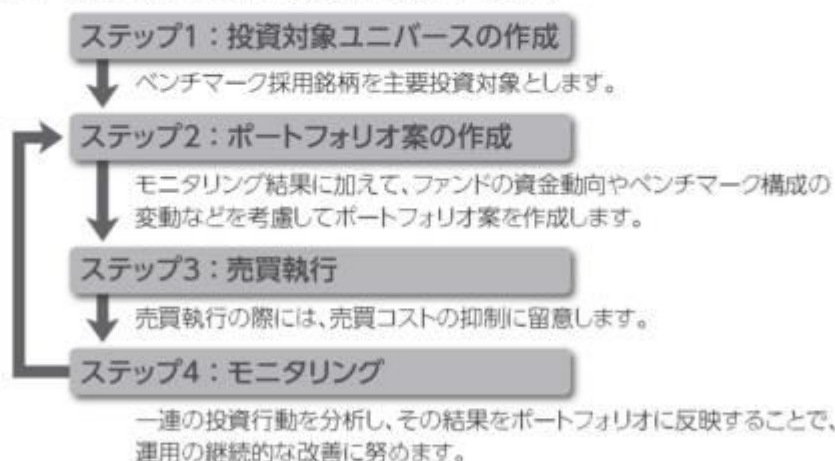 ステップ1：投資対象ユニバースの作成
ベンチマーク採用銘柄を主要投資対象とします。
ステップ2：ポートフォリオ案の作成
モニタリング結果に加えて、ファンドの資金動向やベンチマーク構成の
変動などを考慮してポートフォリオ案を作成します。
ステップ3：売買執行
売買執行の際には、売買コストの抑制に留意します。
ステップ4：モニタリング
一連の投資行動を分析し、その結果をポートフォリオに反映することで、
運用の継続的な改善に努めます。